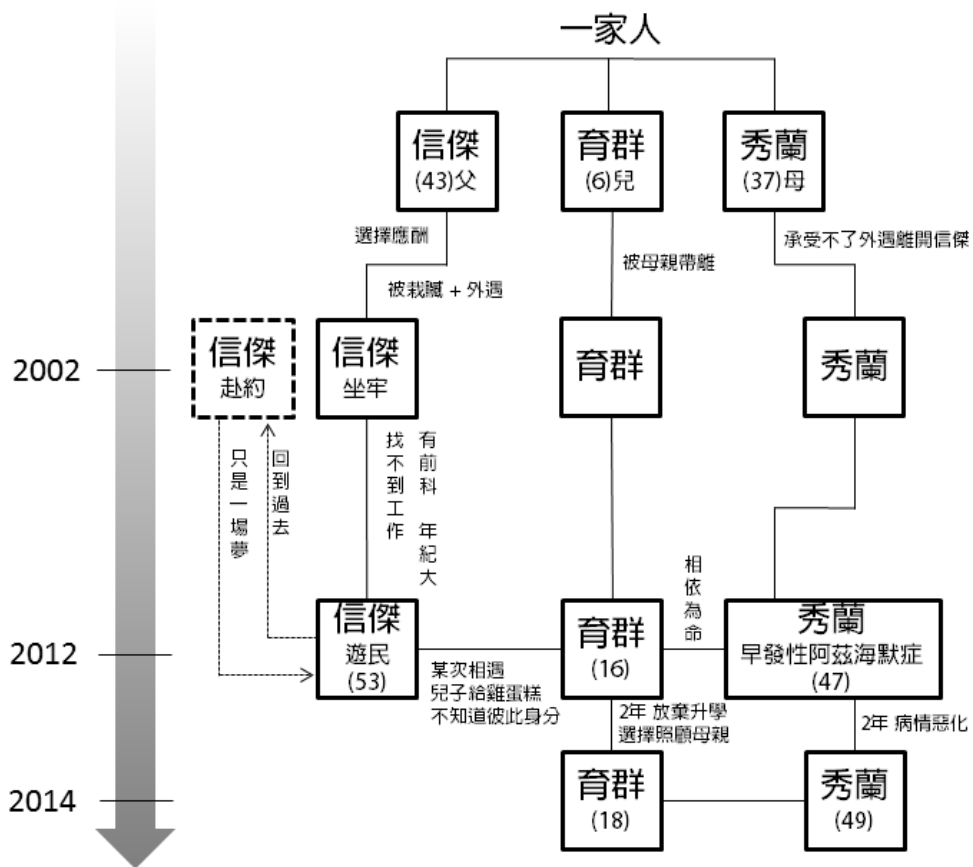 一家人
信傑
(43)父
育群
(6)兒
秀蘭
(37)母
選擇應酬
被栽贓 + 外遇
被母親帶離
承受不了外遇離開信傑
2002
信傑
赴約
信傑
坐牢
育群
秀蘭
只是一場夢
回到過去
找不到工作
有前科 年紀大
相依為命
2012
信傑
遊民
(53)
某次相遇
兒子給雞蛋糕
不知道彼此身分
育群
(16)
秀蘭
早發性阿茲海默症
(47)
2年 放棄升學
選擇照顧母親
2年 病情惡化
2014
育群
(18)
秀蘭
(49)